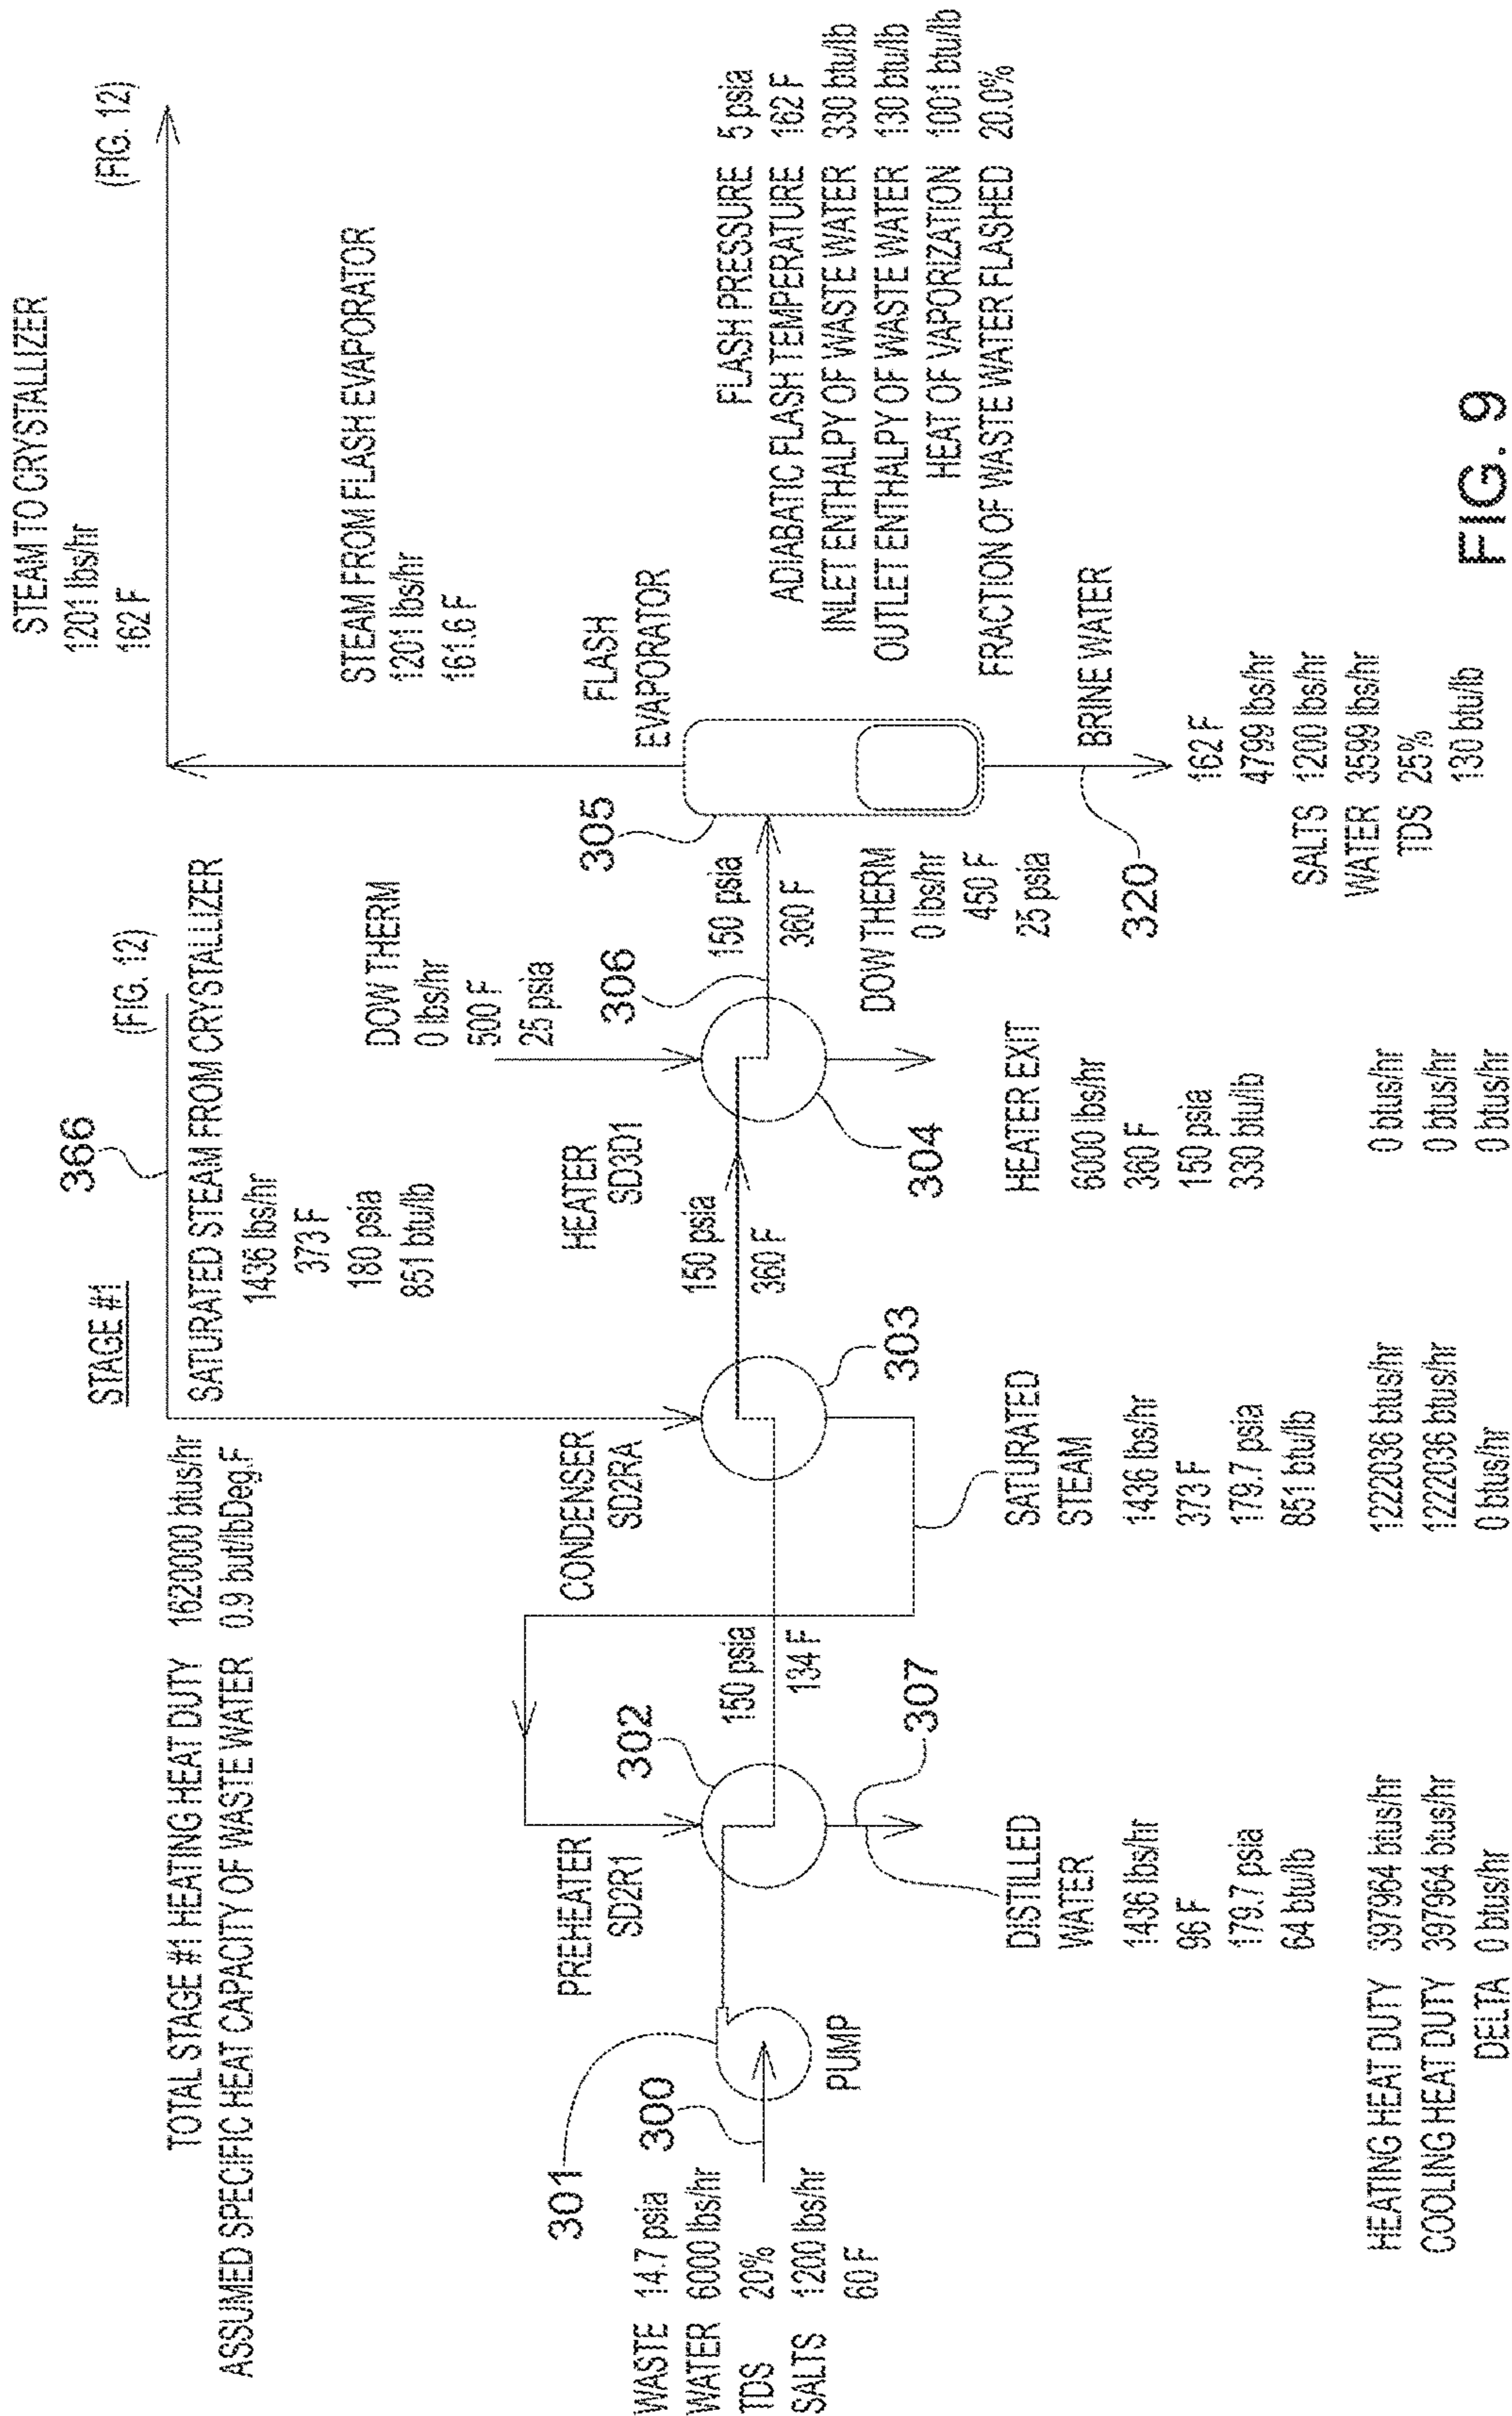 STAGE #1
TOTAL STAGE #1 HEATING HEAT DUTY 1620000 btus/hr
ASSUMED SPECIFIC HEAT CAPACITY OF WASTE WATER 0.9 but/lbDeg.F
366
(FIG. 12)
SATURATED STEAM FROM CRYSTALLIZER
1436 lbs/hr
373 F
180 psia
851 btu/lb
STEAM TO CRYSTALLIZER
1201 lbs/hr
162 F
(FIG. 12)
STEAM FROM FLASH EVAPORATOR
1201 lbs/hr
161.6 F
DOW THERM
0 lbs/hr
500 F
25 psia
301
300
WASTE 14.7 psia
WATER 6000 lbs/hr
TDS 20%
SALTS 1200 lbs/hr
60 F
PUMP
PREHEATER
SD2R1
302
150 psia
134 F
307
CONDENSER
SD2RA
303
150 psia
360 F
HEATER
SD3D1
304
306
150 psia
360 F
305
FLASH
EVAPORATOR
DOW THERM
0 lbs/hr
450 F
25 psia
FLASH PRESSURE 5 psia
ADIABATIC FLASH TEMPERATURE 162 F
INLET ENTHALPY OF WASTE WATER 330 btu/lb
OUTLET ENTHALPY OF WASTE WATER 130 btu/lb
HEAT OF VAPORIZATION 1001 btu/lb
FRACTION OF WASTE WATER FLASHED 20.0%
320
BRINE WATER
162 F
4799 lbs/hr
SALTS 1200 lbs/hr
WATER 3599 lbs/hr
TDS 25%
130 btu/lb
DISTILLED
WATER
1436 lbs/hr
96 F
179.7 psia
64 btu/lb
SATURATED
STEAM
1436 lbs/hr
373 F
179.7 psia
851 btu/lb
HEATER EXIT
6000 lbs/hr
360 F
150 psia
330 btu/lb
HEATING HEAT DUTY 397964 btus/hr 1222036 btus/hr 0 btus/hr
COOLING HEAT DUTY 397964 btus/hr 1222036 btus/hr 0 btus/hr
DELTA 0 btus/hr 0 btus/hr 0 btus/hr
FIG. 9